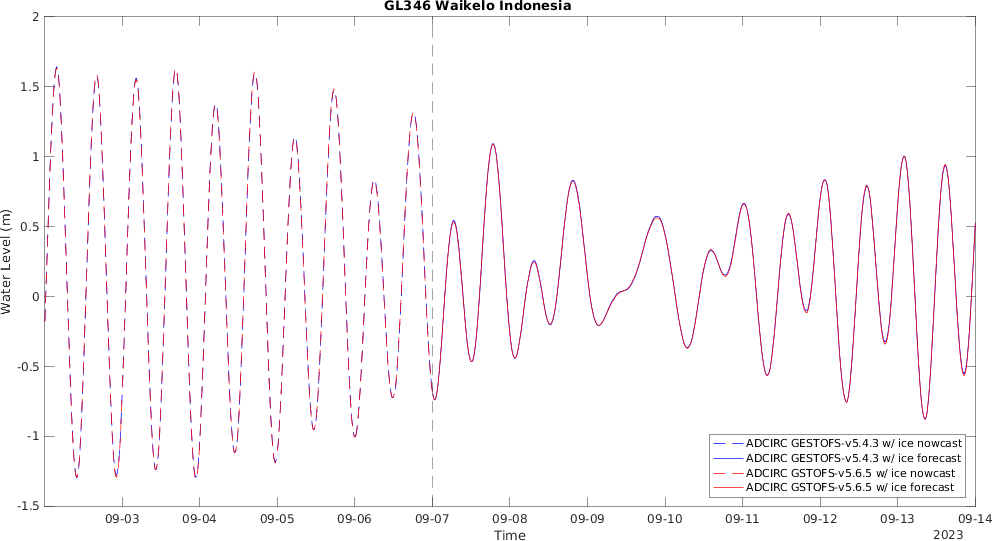 GL346 Waikelo Indonesia
2
1.5
1
0.5
0
-0.5
-1
-1.5
Water Level (m)
ADCIRC GESTOFS-v5.4.3 w/ ice nowcast
ADCIRC GESTOFS-v5.4.3 w/ ice forecast
ADCIRC GSTOFS-v5.6.5 w/ ice nowcast
ADCIRC GSTOFS-v5.6.5 w/ ice forecast
09-03 09-04 09-05 09-06 09-07 09-08 09-09 09-10 09-11 09-12 09-13 09-14
Time
2023